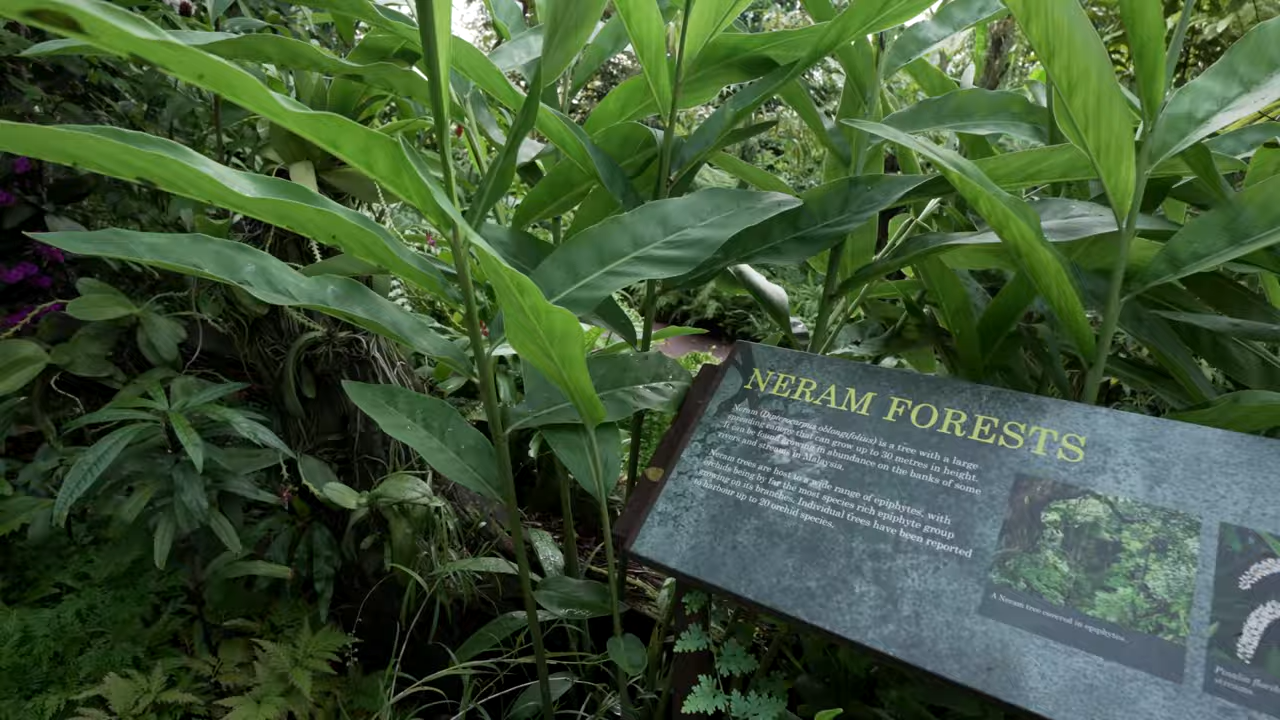 NERAM FORESTS
Neram (Dipterocarpus oblongifolius) is a tree with a large
spreading canopy that can grow up to 30 metres in height.
It can be found growing in abundance on the banks of some
rivers and streams in Malaysia.
Neram trees are host to a wide range of epiphytes, with
orchids being by far the most species rich epiphyte group
growing on its branches. Individual trees have been reported
to harbour up to 20 orchid species.
A Neram tree covered in epiphytes.